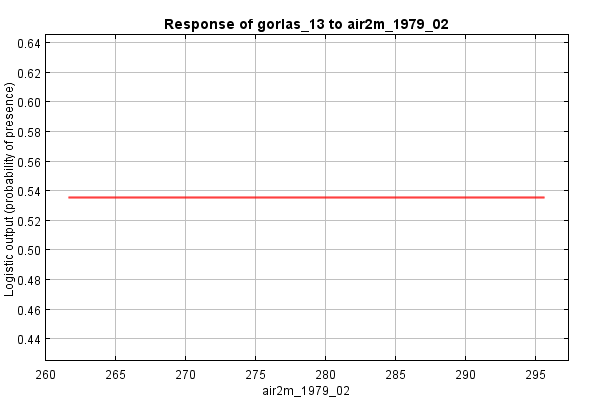 Response of gorlas_13 to air2m_1979_02
Logistic output (probability of presence)
0.64
0.62
0.60
0.58
0.56
0.54
0.52
0.50
0.48
0.46
0.44
260 265 270 275 280 285 290 295
air2m_1979_02